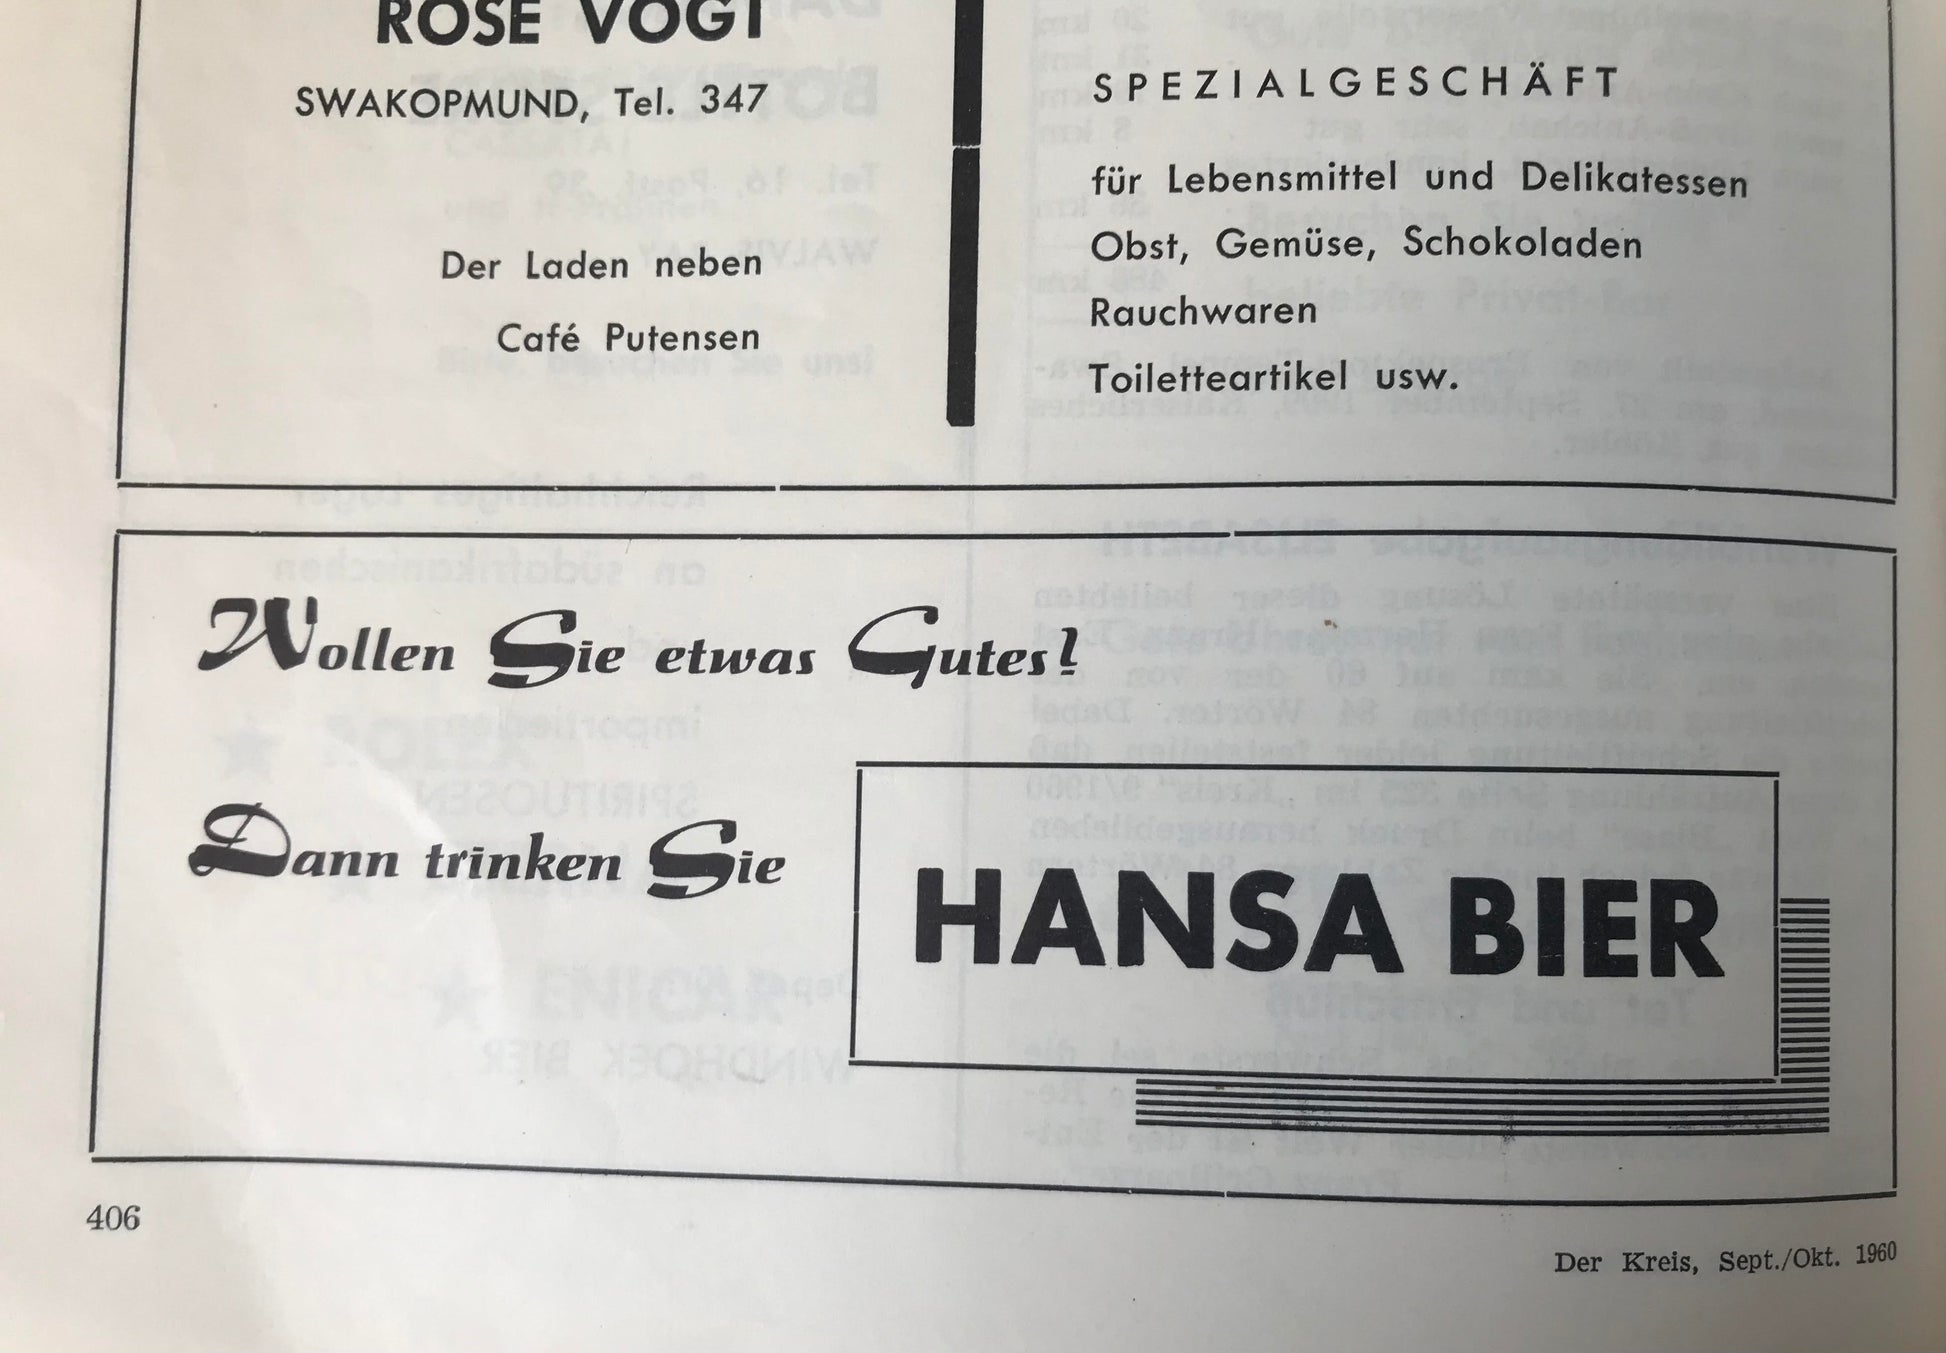 ROSE VOGT
SWAKOPMUND, Tel. 347
Der Laden neben
Café Putensen
SPEZIALGESCHÄFT
für Lebensmittel und Delikatessen
Obst, Gemüse, Schokoladen
Rauchwaren
Toiletteartikel usw.
Wollen Sie etwas Gutes?
Dann trinken Sie
HANSA BIER
406
Der Kreis, Sept./Okt. 1960